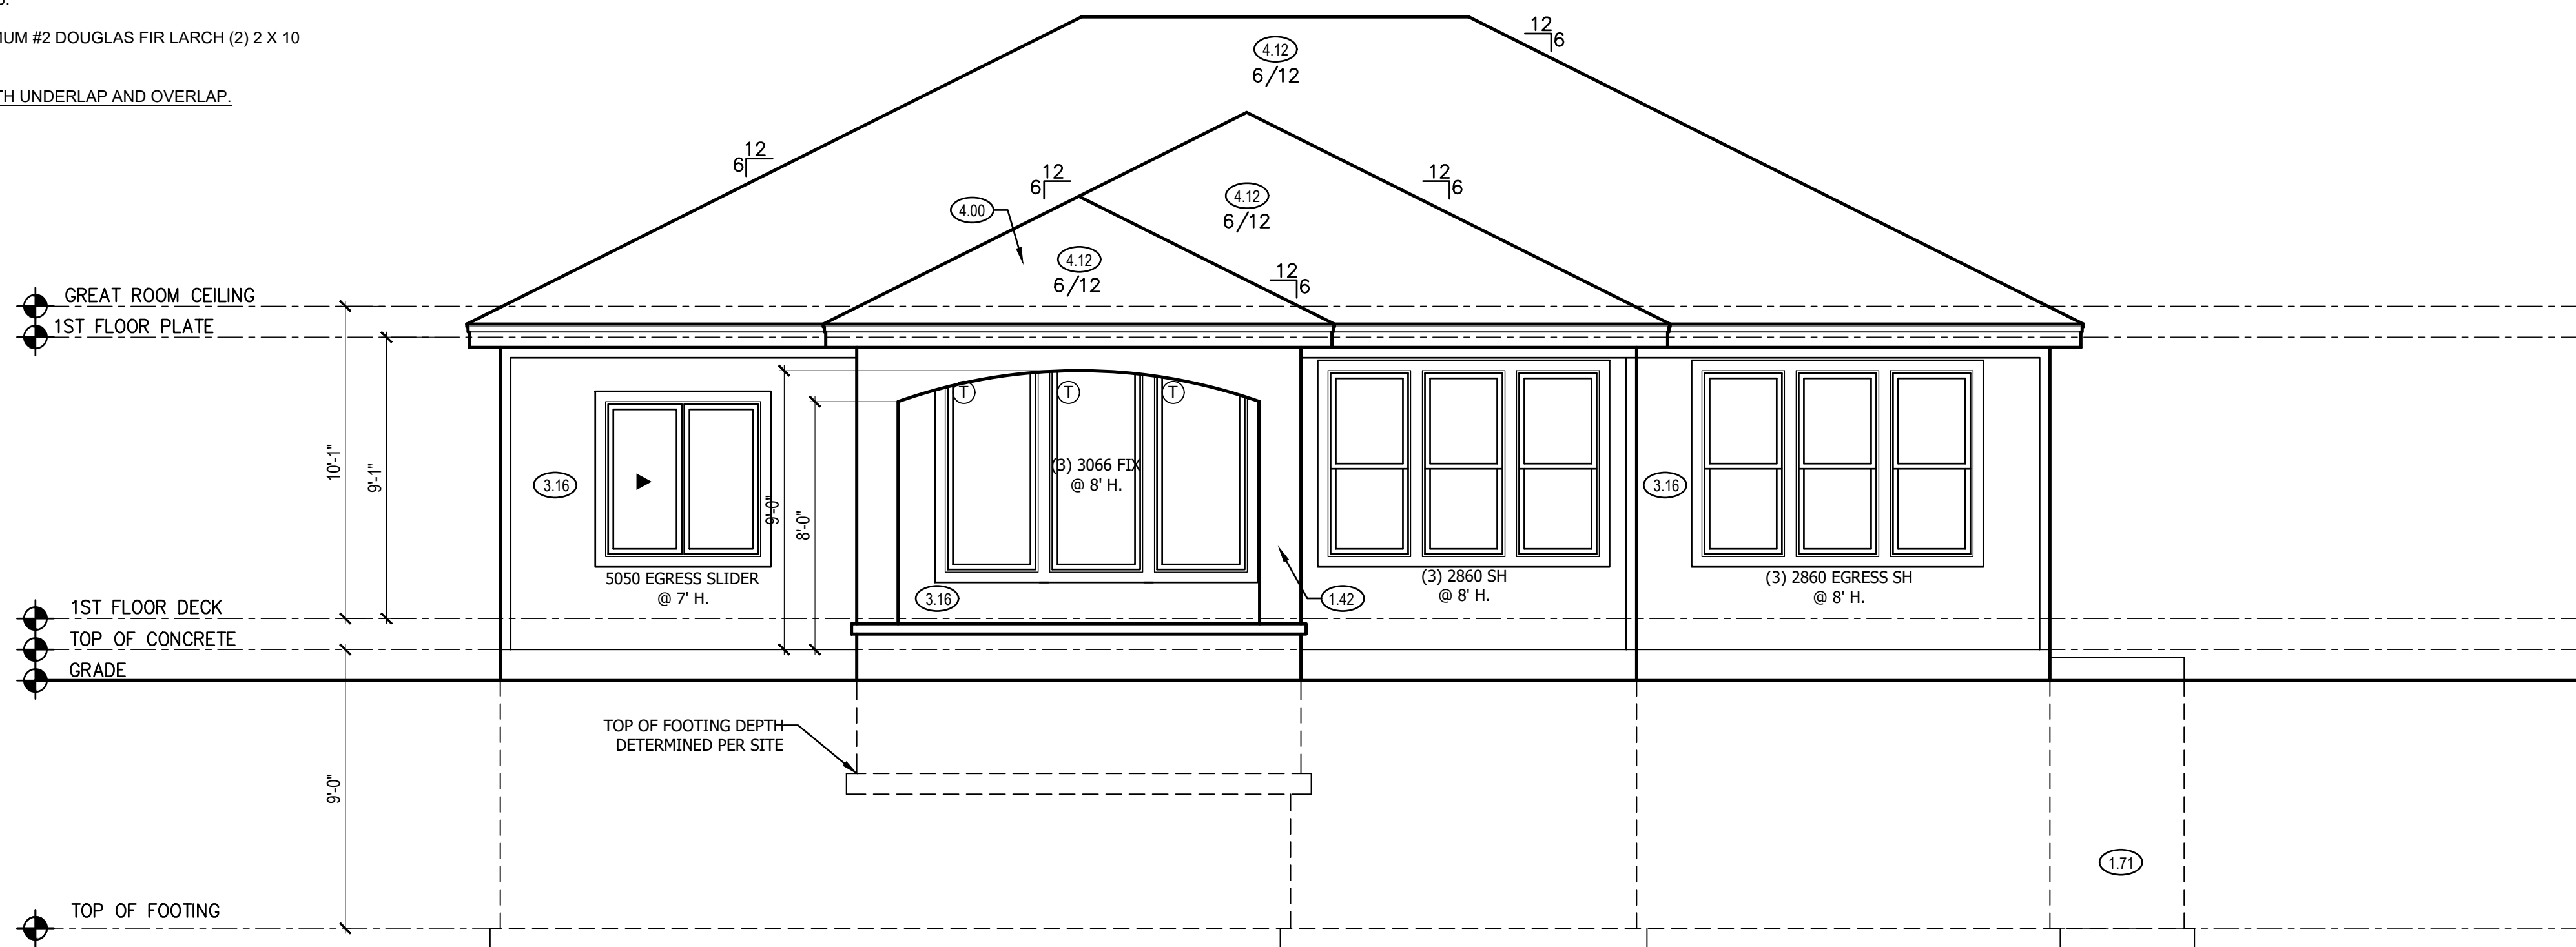 MUM #2 DOUGLAS FIR LARCH (2) 2 X 10
TH UNDERLAP AND OVERLAP.
12
6
4.12
6/12
12
6
12
6
12
6
4.00
4.12
6/12
4.12
6/12
12
6
GREAT ROOM CEILING
1ST FLOOR PLATE
10'-1"
9'-1"
T
T
T
(3) 3066 FIX
@ 8' H.
3.16
9'-0"
8'-0"
3.16
5050 EGRESS SLIDER
@ 7' H.
3.16
1.42
(3) 2860 SH
@ 8' H.
(3) 2860 EGRESS SH
@ 8' H.
1ST FLOOR DECK
TOP OF CONCRETE
GRADE
TOP OF FOOTING DEPTH
DETERMINED PER SITE
9'-0"
1.71
TOP OF FOOTING